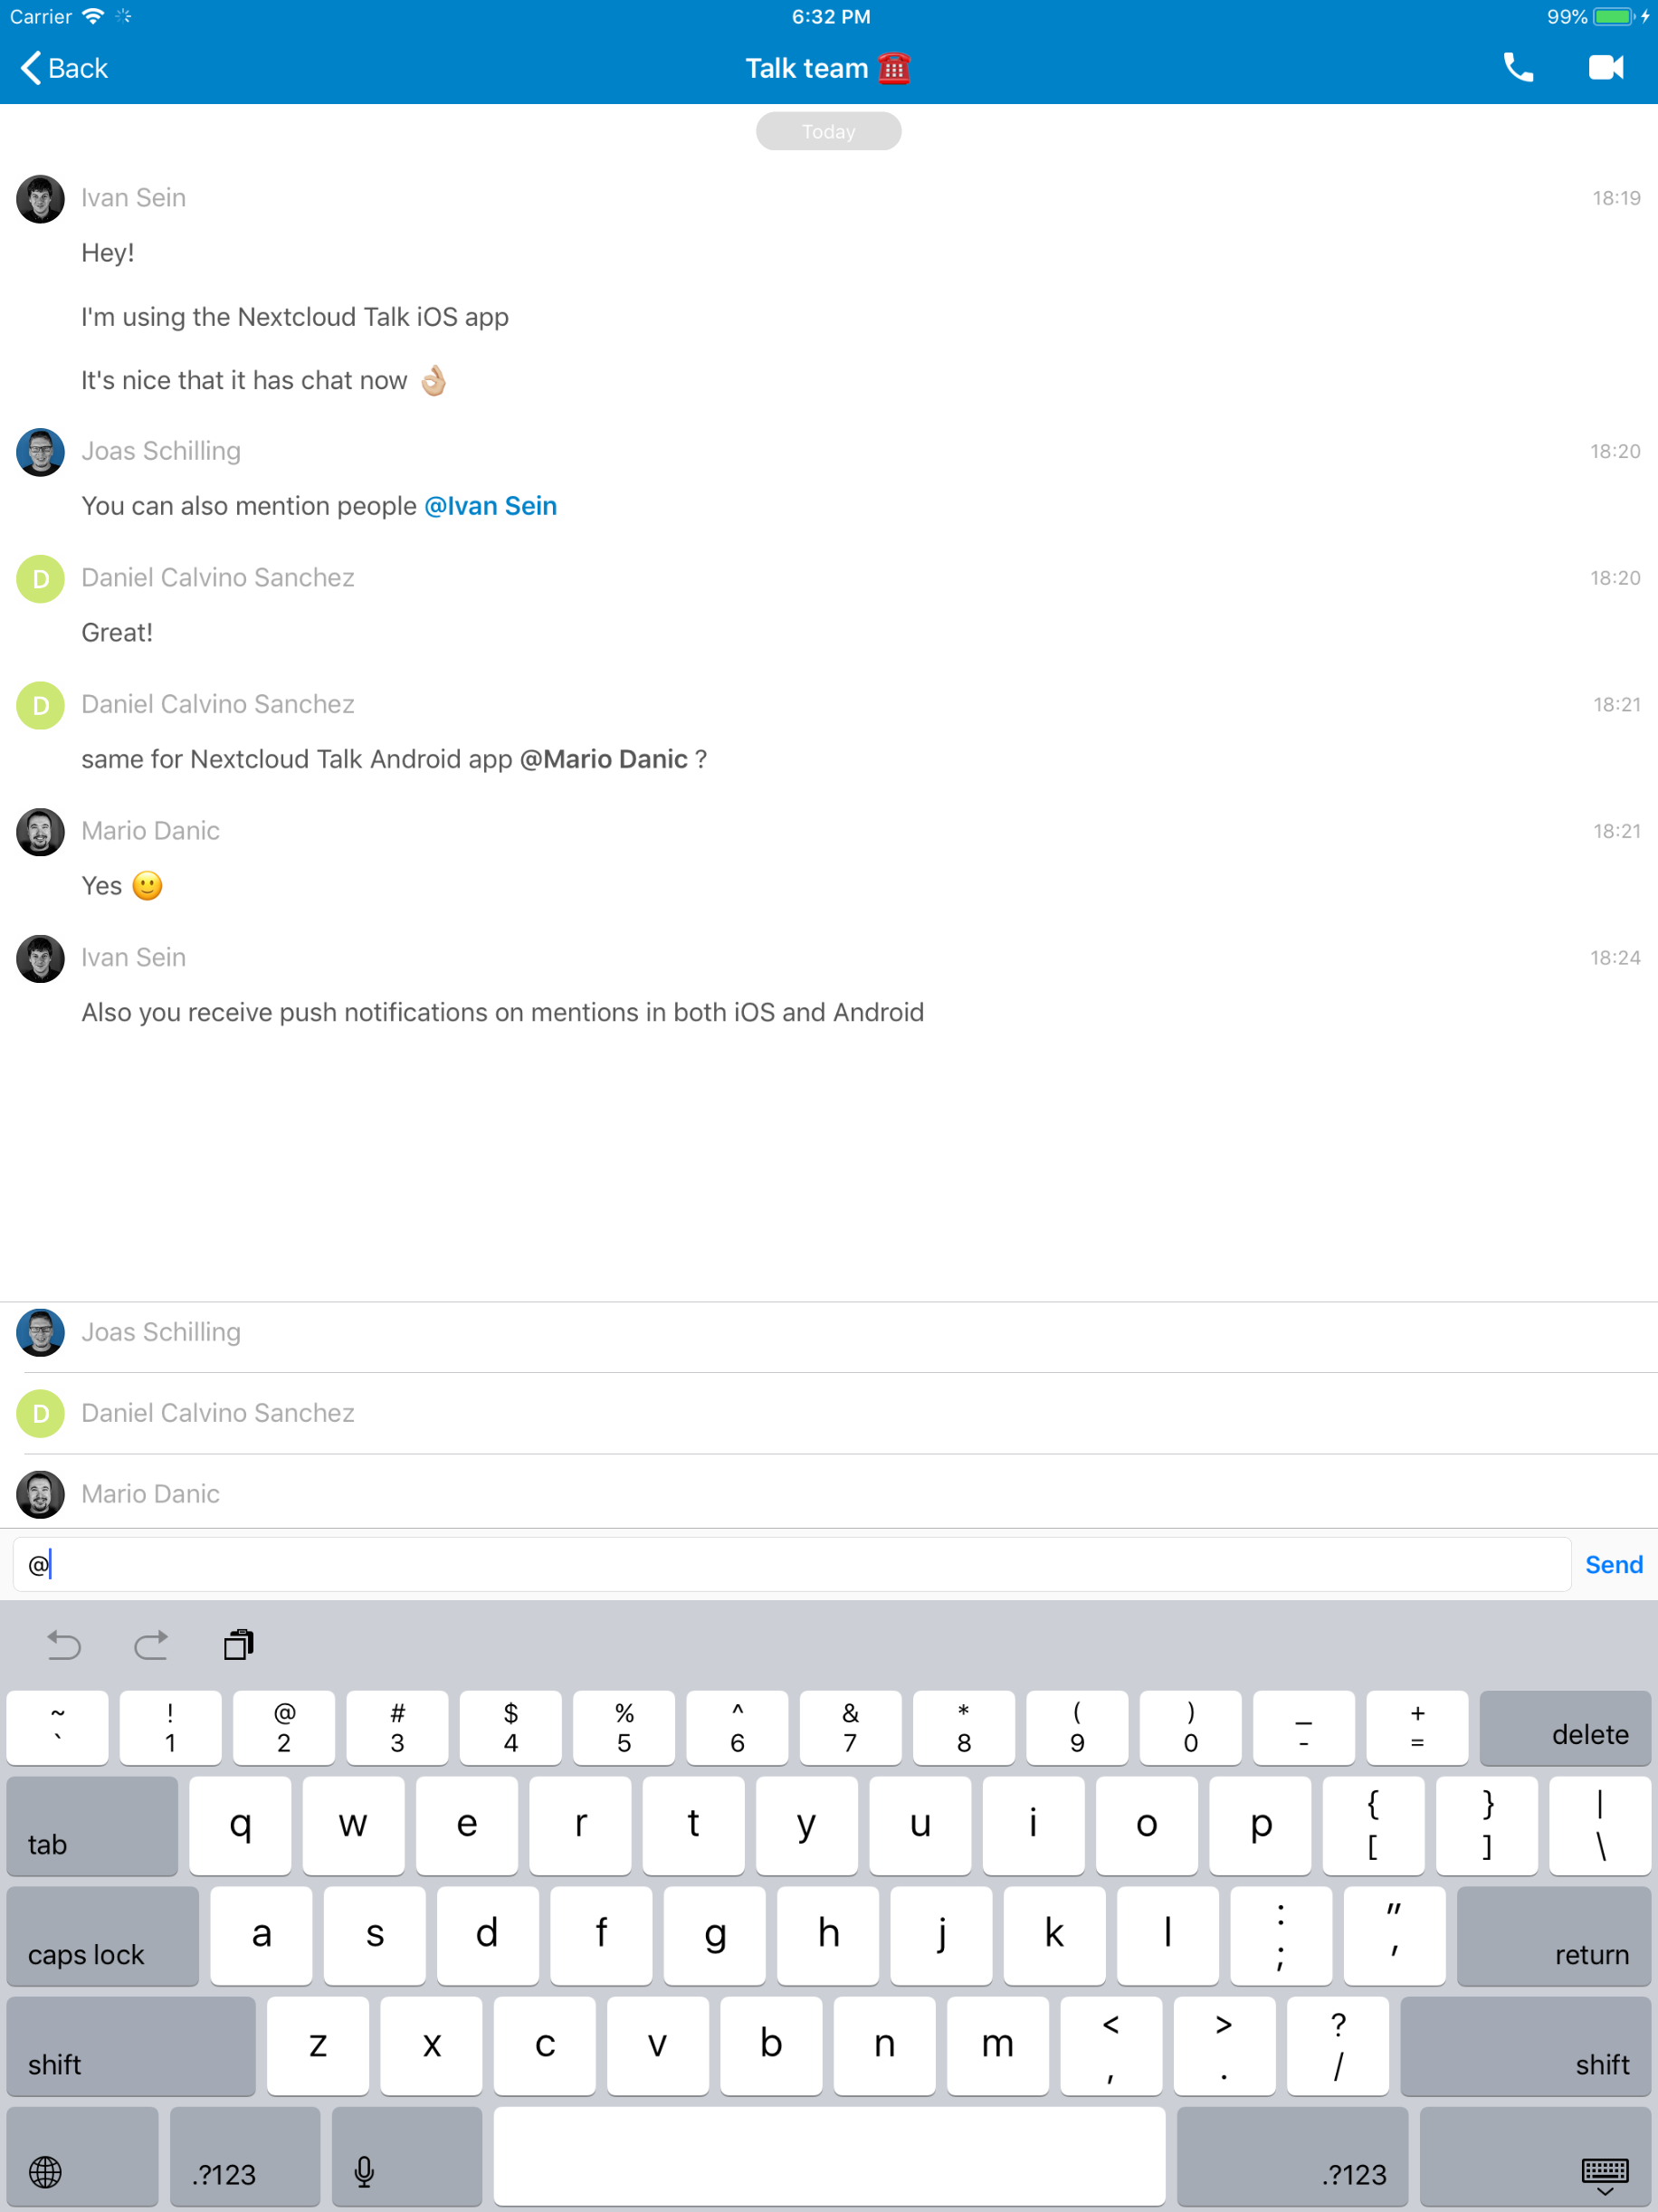 Carrier 6:32 PM 99%
Back Talk team ☎️
Today
Ivan Sein 18:19
Hey!
I'm using the Nextcloud Talk iOS app
It's nice that it has chat now 👌🏼
Joas Schilling 18:20
You can also mention people @Ivan Sein
D Daniel Calvino Sanchez 18:20
Great!
D Daniel Calvino Sanchez 18:21
same for Nextcloud Talk Android app @Mario Danic ?
Mario Danic 18:21
Yes 🙂
Ivan Sein 18:24
Also you receive push notifications on mentions in both iOS and Android
Joas Schilling
D Daniel Calvino Sanchez
Mario Danic
@ Send
~ ! @ # $ % ^ & * ( ) _ +
` 1 2 3 4 5 6 7 8 9 0 - = delete
tab q w e r t y u i o p { [ } ] | \
caps lock a s d f g h j k l : ; " ' return
shift z x c v b n m < , > . ? / shift
.?123 .?123